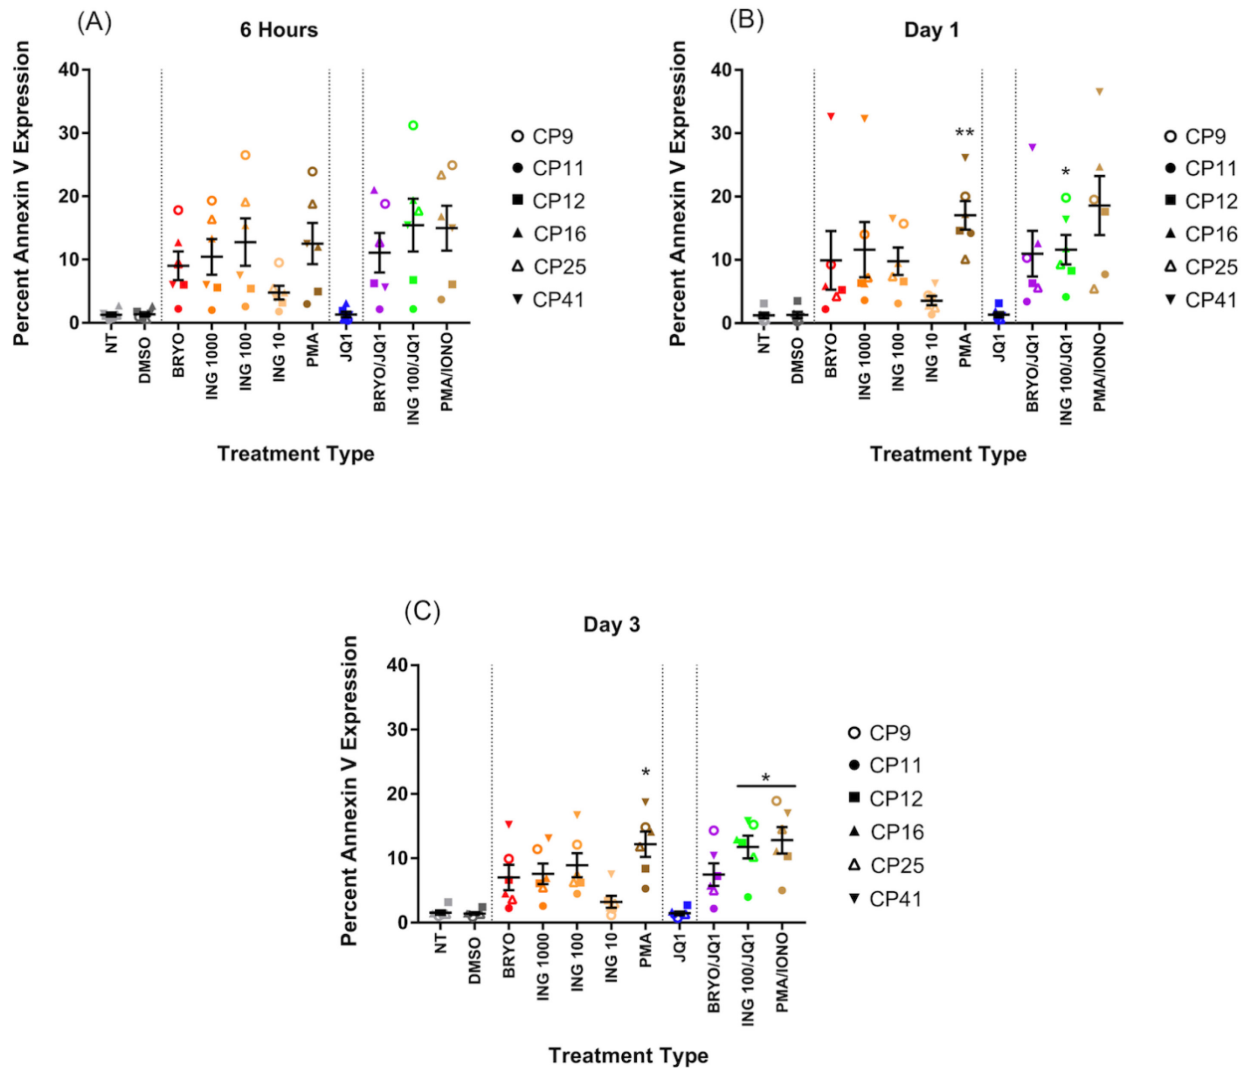 (A)
6 Hours
Percent Annexin V Expression
40
30
20
10
0
NT
DMSO
BRYO
ING 1000
ING 100
ING 10
PMA
JQ1
BRYO/JQ1
ING 100/JQ1
PMA/IONO
Treatment Type
CP9
CP11
CP12
CP16
CP25
CP41
(B)
Day 1
Percent Annexin V Expression
40
30
20
10
0
**
*
NT
DMSO
BRYO
ING 1000
ING 100
ING 10
PMA
JQ1
BRYO/JQ1
ING 100/JQ1
PMA/IONO
Treatment Type
CP9
CP11
CP12
CP16
CP25
CP41
(C)
Day 3
Percent Annexin V Expression
40
30
20
10
0
*
*
NT
DMSO
BRYO
ING 1000
ING 100
ING 10
PMA
JQ1
BRYO/JQ1
ING 100/JQ1
PMA/IONO
Treatment Type
CP9
CP11
CP12
CP16
CP25
CP41